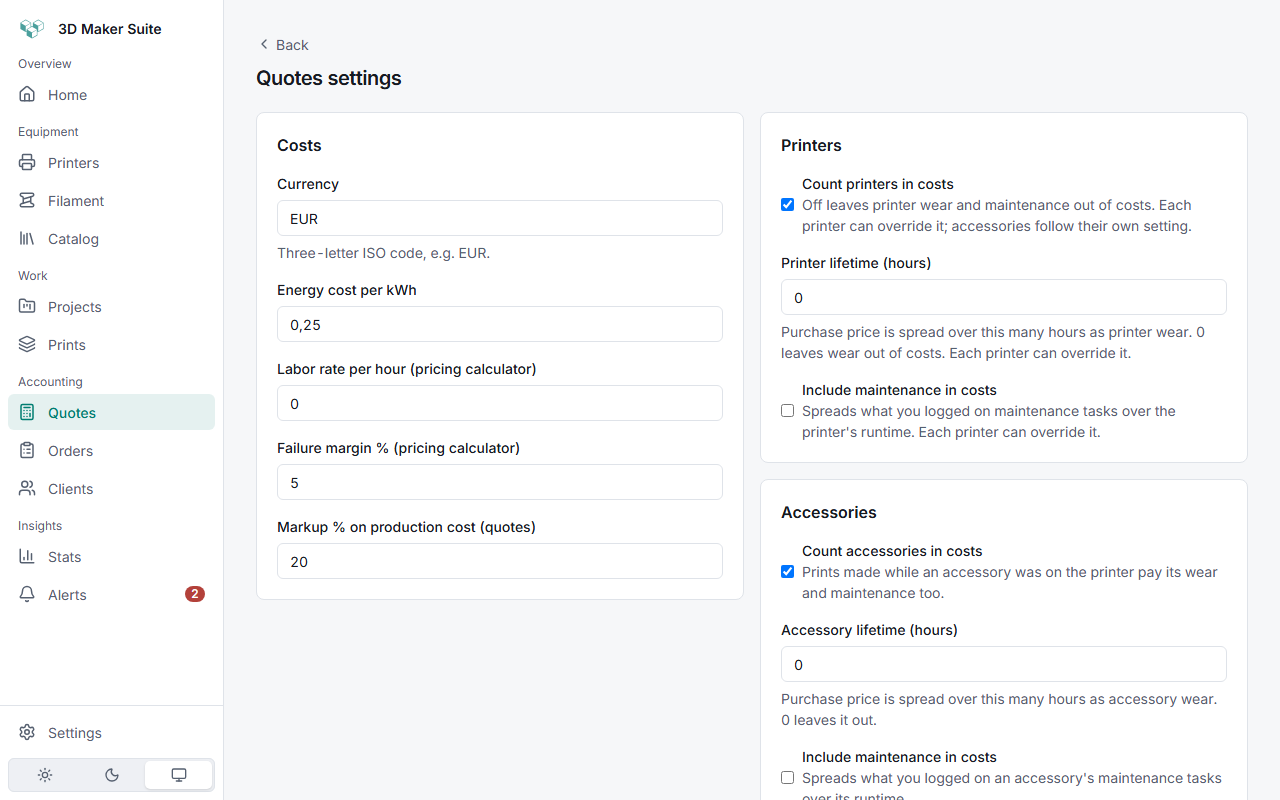 3D Maker Suite
Overview
Home
Equipment
Printers
Filament
Catalog
Work
Projects
Prints
Accounting
Quotes
Orders
Clients
Insights
Stats
Alerts 2
Settings
Back
Quotes settings
Costs
Currency
EUR
Three-letter ISO code, e.g. EUR.
Energy cost per kWh
0,25
Labor rate per hour (pricing calculator)
0
Failure margin % (pricing calculator)
5
Markup % on production cost (quotes)
20
Printers
Count printers in costs
Off leaves printer wear and maintenance out of costs. Each
printer can override it; accessories follow their own setting.
Printer lifetime (hours)
0
Purchase price is spread over this many hours as printer wear. 0
leaves wear out of costs. Each printer can override it.
Include maintenance in costs
Spreads what you logged on maintenance tasks over the
printer's runtime. Each printer can override it.
Accessories
Count accessories in costs
Prints made while an accessory was on the printer pay its wear
and maintenance too.
Accessory lifetime (hours)
0
Purchase price is spread over this many hours as accessory wear.
0 leaves it out.
Include maintenance in costs
Spreads what you logged on an accessory's maintenance tasks
over its runtime.